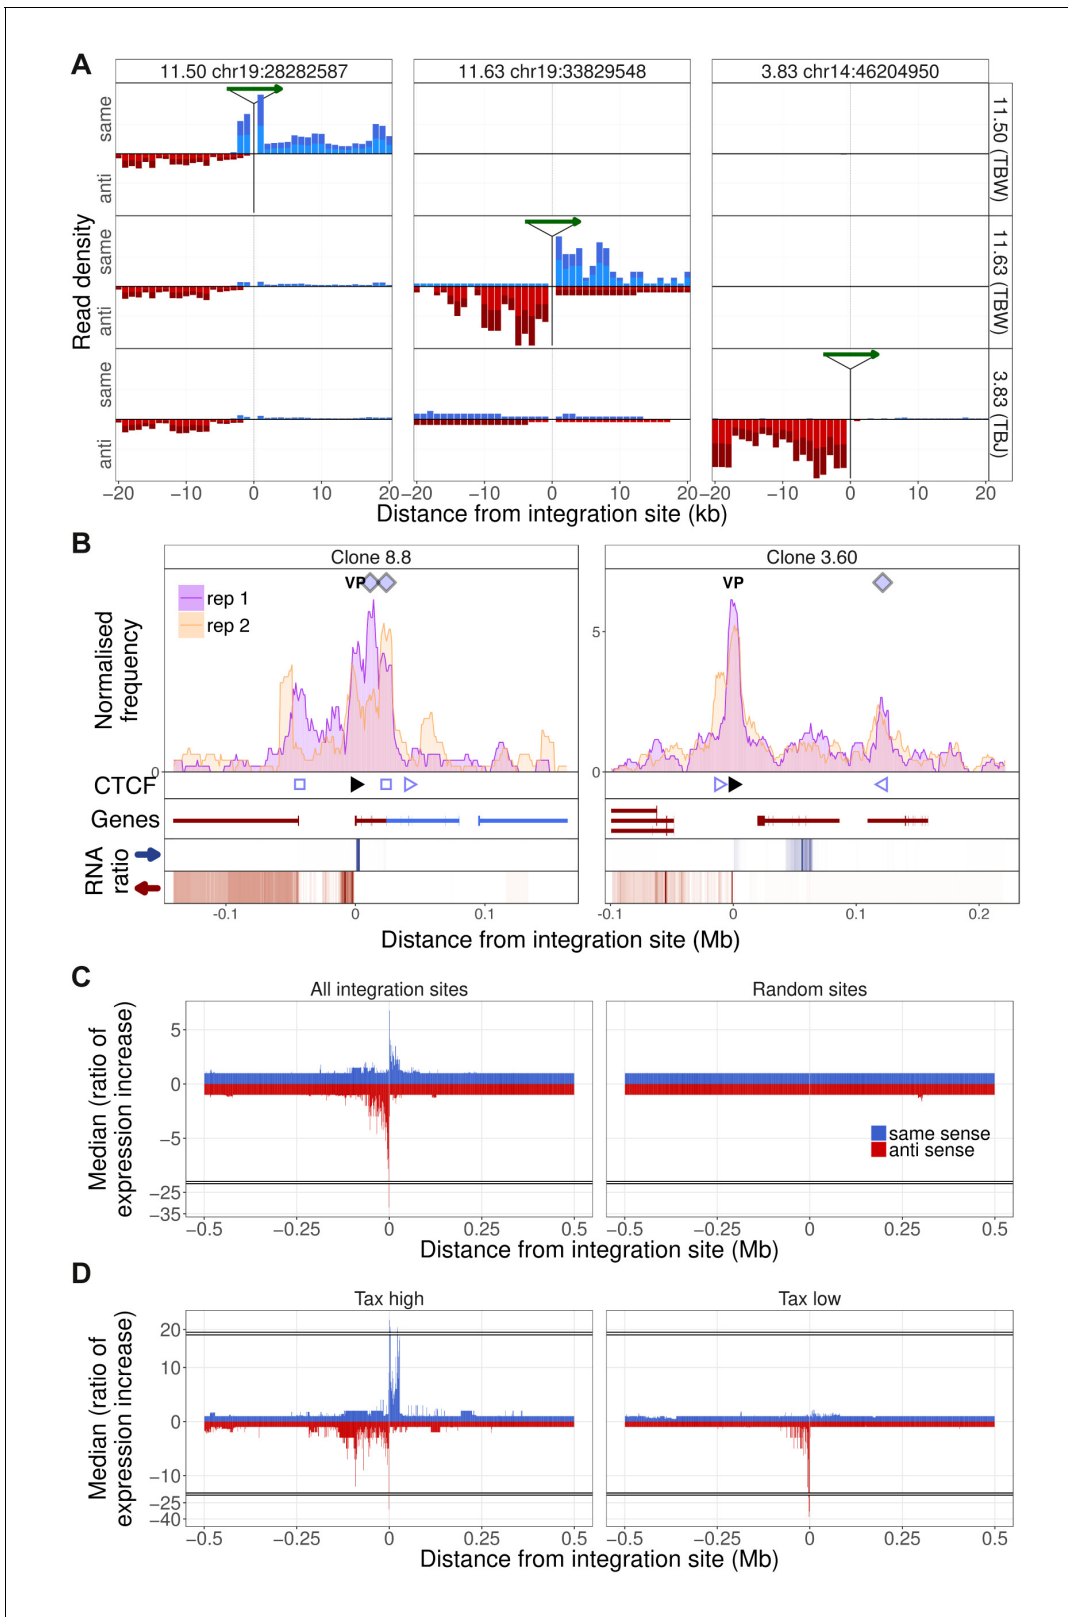 A
11.50 chr19:28282587
11.63 chr19:33829548
3.83 chr14:46204950
Read density
same
anti
same
anti
same
anti
11.50 (TBW)
11.63 (TBW)
3.83 (TBJ)
−20 −10 0 10 20
−20 −10 0 10 20
−20 −10 0 10 20
Distance from integration site (kb)
B
Clone 8.8
Clone 3.60
Normalised
frequency
rep 1
rep 2
VP
VP
0
5
0
CTCF
Genes
RNA
ratio
-0.1 0 0.1
-0.1 0 0.1 0.2
Distance from integration site (Mb)
C
All integration sites
Random sites
Median (ratio of
expression increase)
5
0
−5
−25
−35
same sense
anti sense
−0.5 −0.25 0 0.25 0.5
−0.5 −0.25 0 0.25 0.5
Distance from integration site (Mb)
D
Tax high
Tax low
Median (ratio of
expression increase)
20
10
0
−10
−25
−40
−0.5 −0.25 0 0.25 0.5
−0.5 −0.25 0 0.25 0.5
Distance from integration site (Mb)